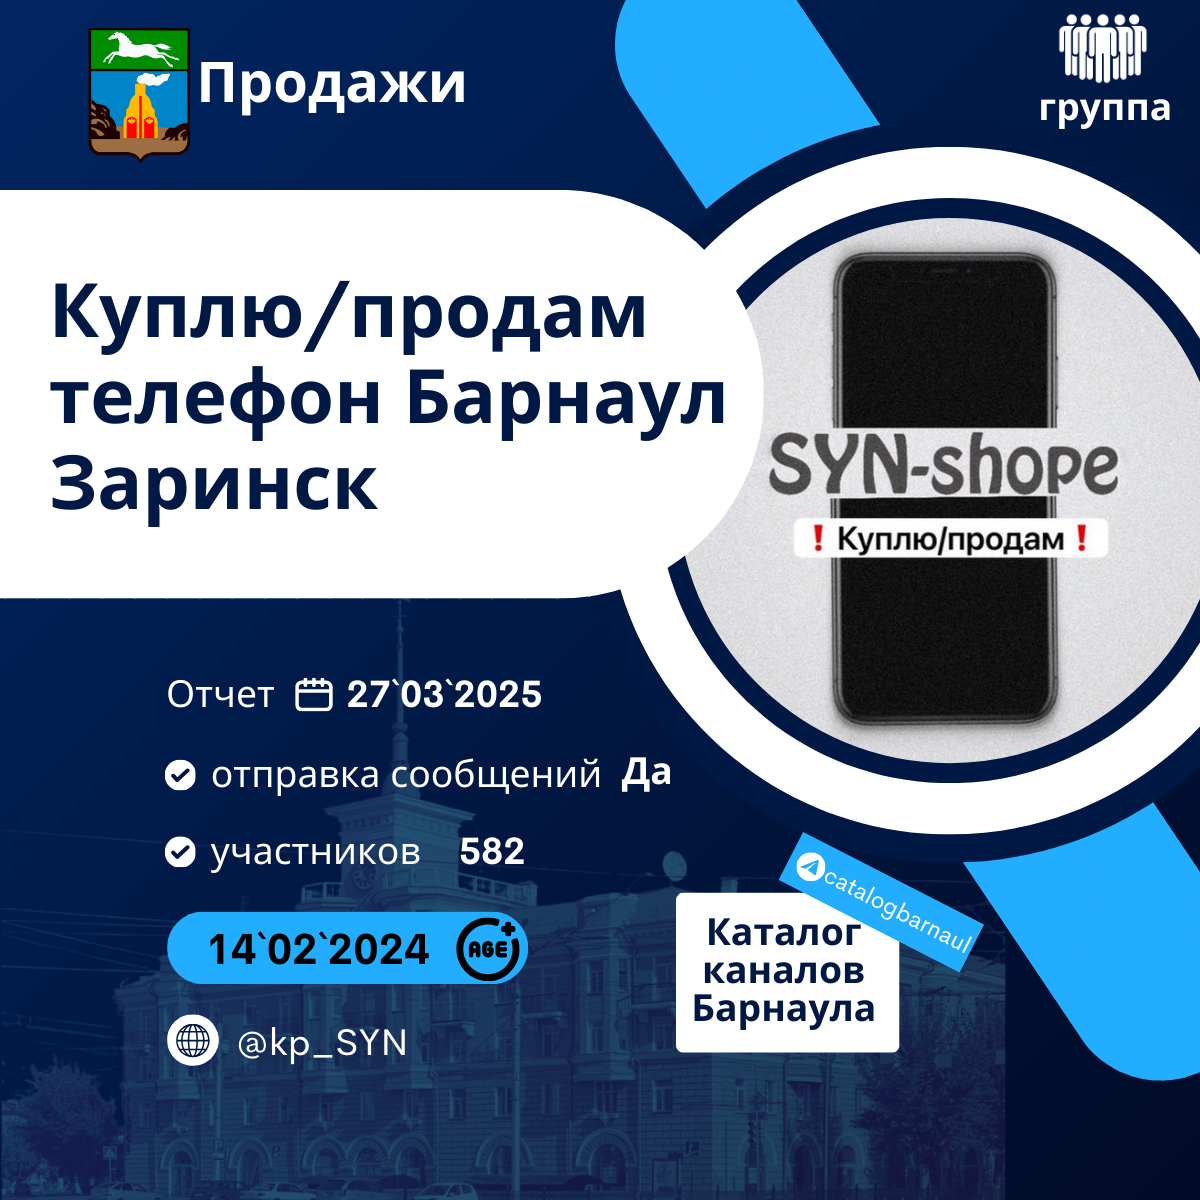 Продажи
группа
Куплю/продам
телефон Барнаул
Заринск
SYN-shope
❗Куплю/продам❗
Отчет 27`03`2025
отправка сообщений Да
участников 582
14`02`2024 AGE+
@kp_SYN
catalogbarnaul
Каталог
каналов
Барнаула